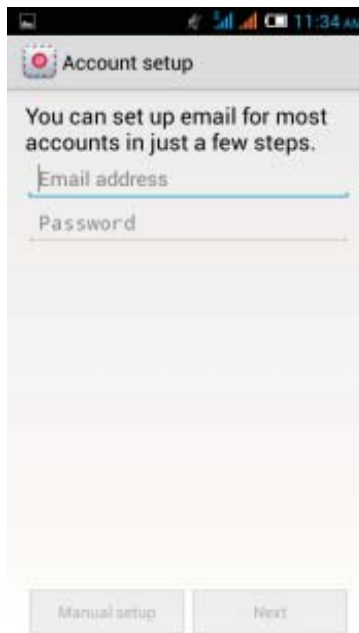 11:34 AM
Account setup
You can set up email for most
accounts in just a few steps.
Email address
Password
Manual setup
Next